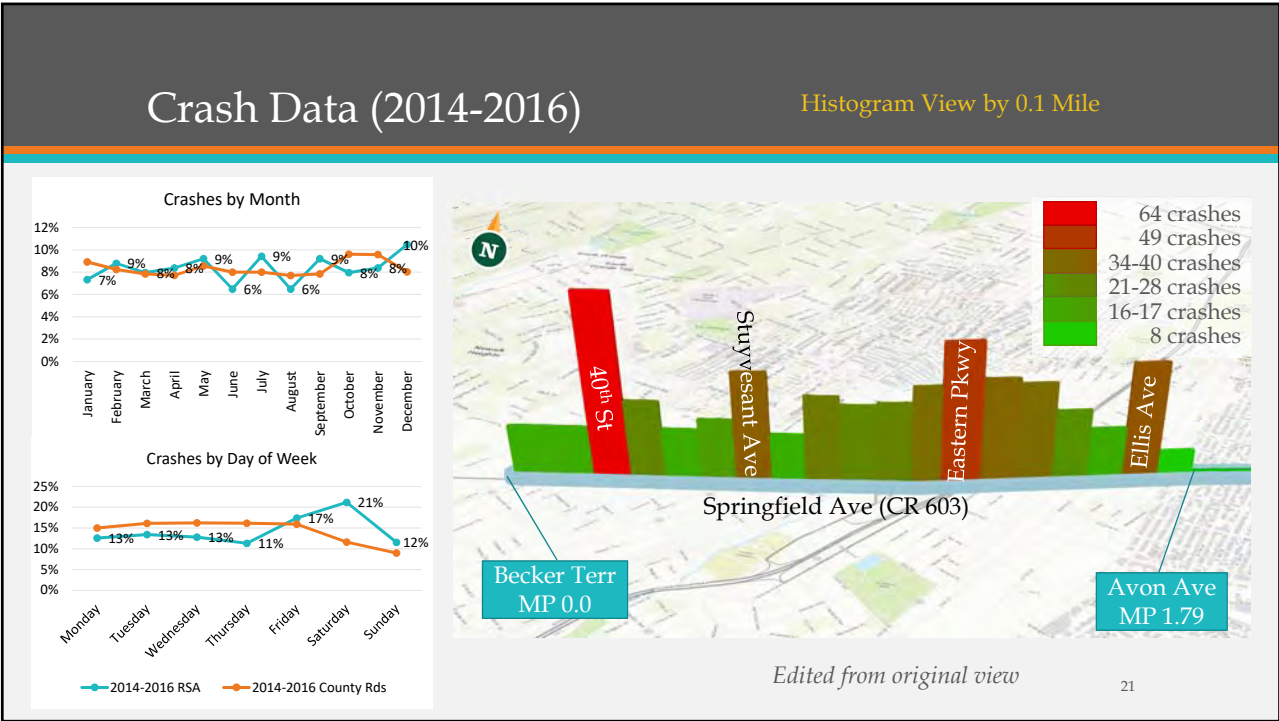 Crash Data (2014-2016)
Histogram View by 0.1 Mile
Crashes by Month
12%
10%
8%
6%
4%
2%
0%
7%
9%
8%
8%
9%
6%
9%
6%
9%
8%
8%
10%
January
February
March
April
May
June
July
August
September
October
November
December
Crashes by Day of Week
25%
20%
15%
10%
5%
0%
13%
13%
13%
11%
17%
21%
12%
Monday
Tuesday
Wednesday
Thursday
Friday
Saturday
Sunday
2014-2016 RSA
2014-2016 County Rds
N
64 crashes
49 crashes
34-40 crashes
21-28 crashes
16-17 crashes
8 crashes
40th St
Stuyvesant Ave
Eastern Pkwy
Ellis Ave
Springfield Ave (CR 603)
Becker Terr
MP 0.0
Avon Ave
MP 1.79
Edited from original view
21